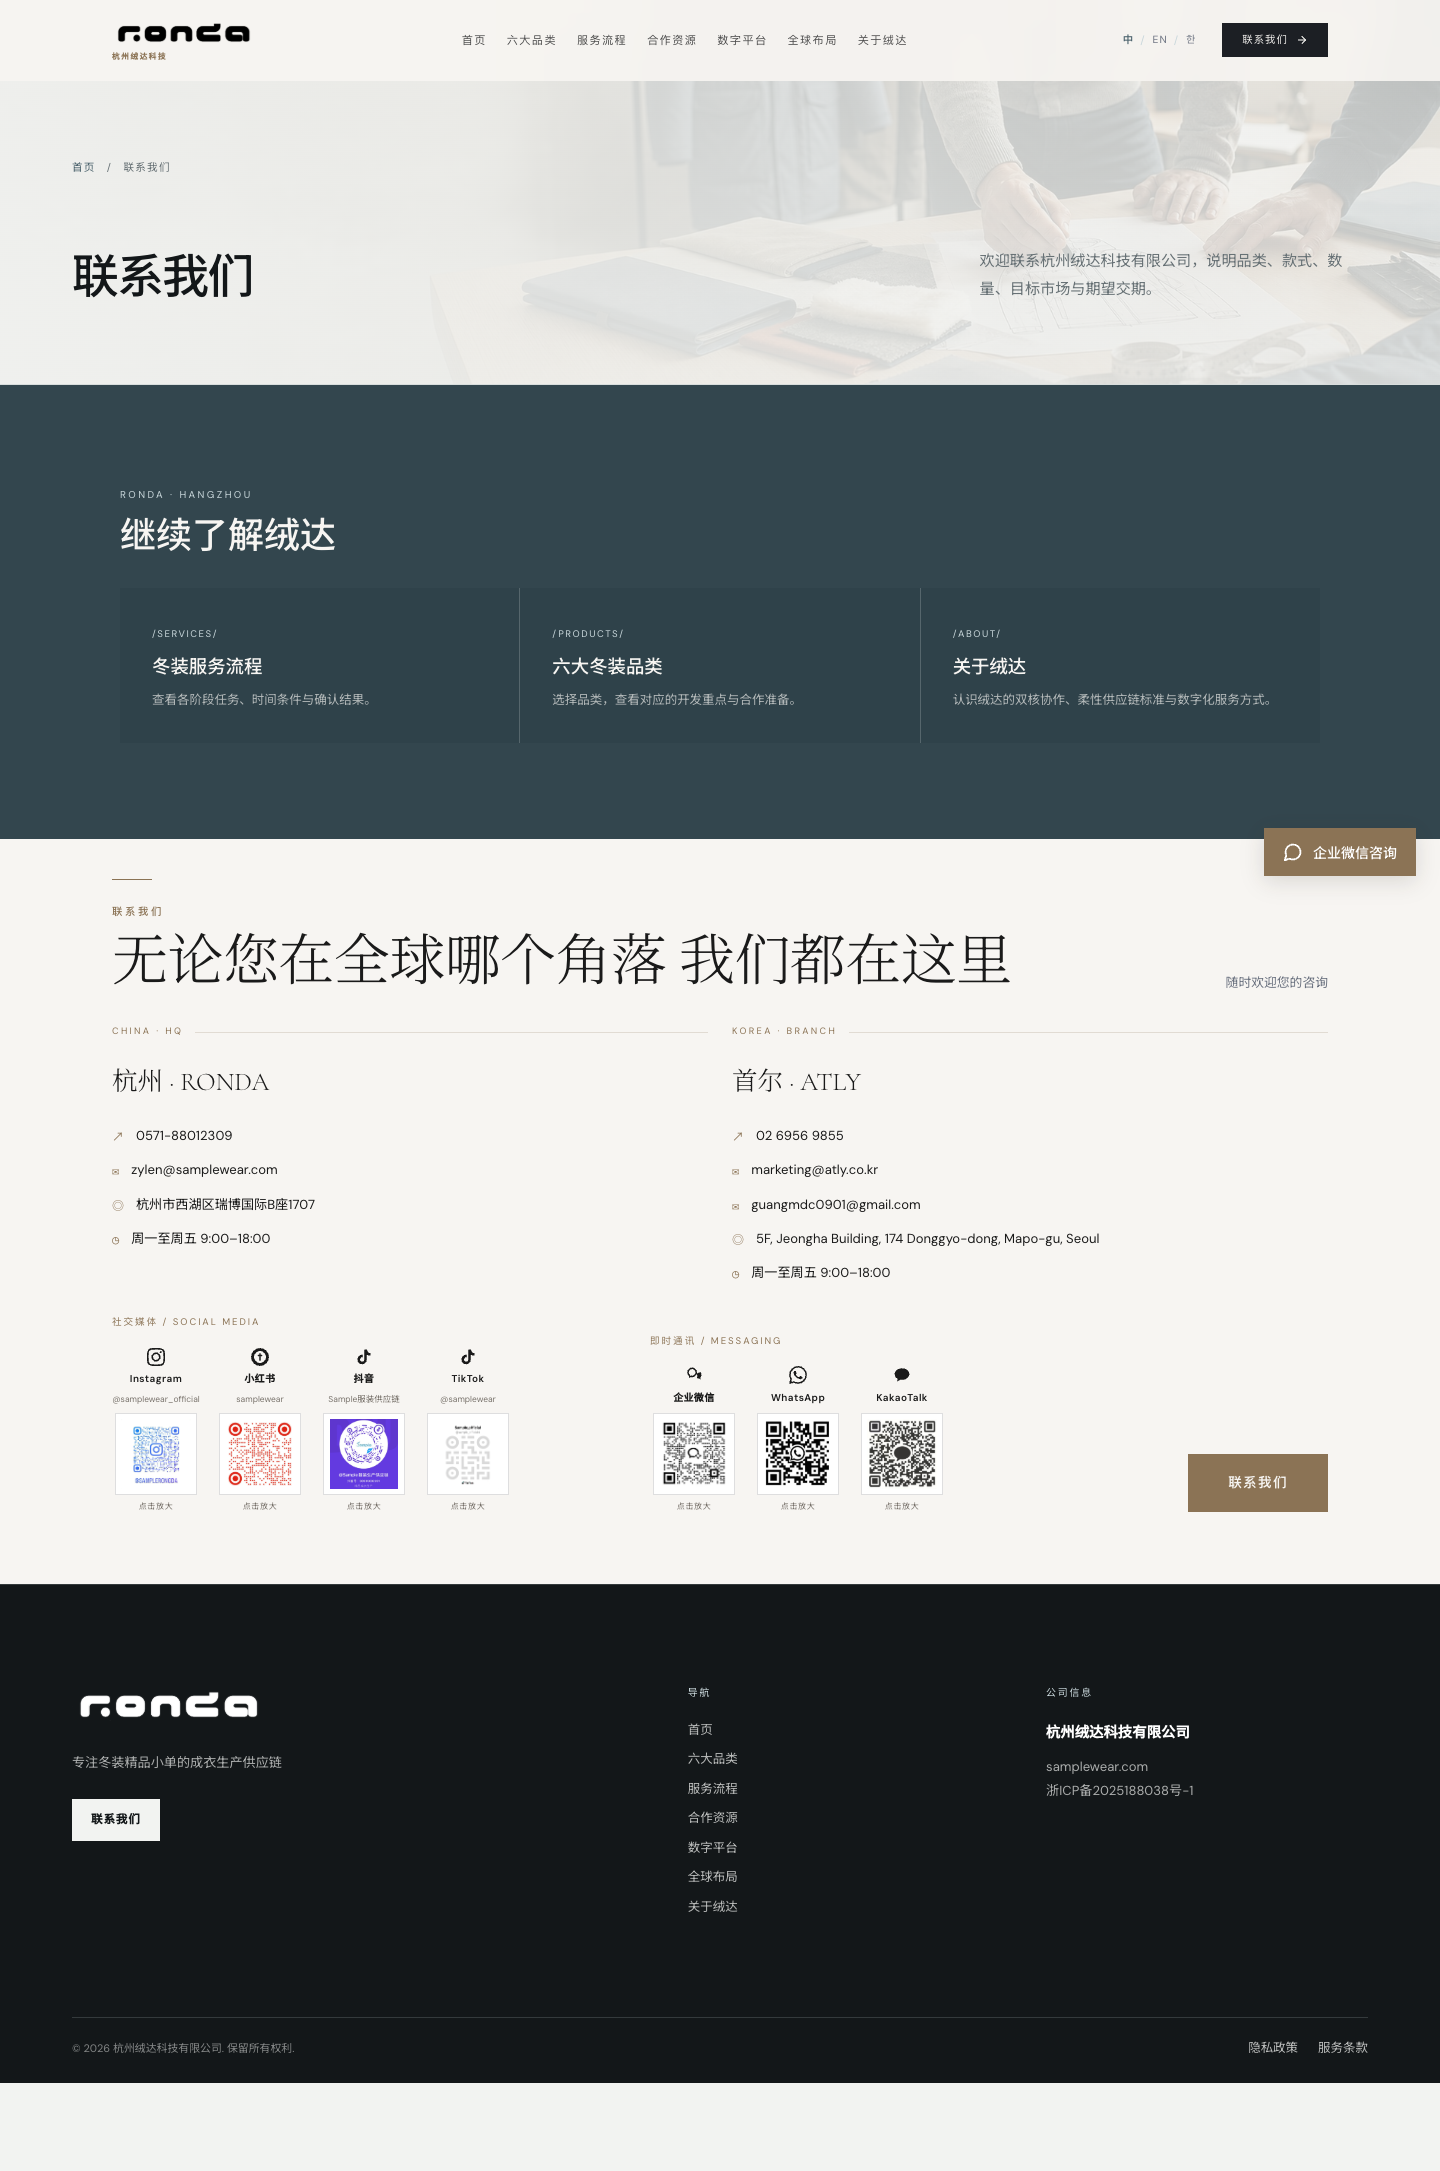 ronda
杭州绒达科技
首页 六大品类 服务流程 合作资源 数字平台 全球布局 关于绒达
中 / EN / 한
联系我们 →
首页 / 联系我们
联系我们
欢迎联系杭州绒达科技有限公司，说明品类、款式、数
量、目标市场与期望交期。
RONDA · HANGZHOU
继续了解绒达
/SERVICES/
冬装服务流程
查看各阶段任务、时间条件与确认结果。
/PRODUCTS/
六大冬装品类
选择品类，查看对应的开发重点与合作准备。
/ABOUT/
关于绒达
认识绒达的双核协作、柔性供应链标准与数字化服务方式。
企业微信咨询
联系我们
无论您在全球哪个角落 我们都在这里
随时欢迎您的咨询
CHINA · HQ
杭州 · RONDA
↗ 0571-88012309
✉ zylen@samplewear.com
◎ 杭州市西湖区瑞博国际B座1707
◷ 周一至周五 9:00–18:00
KOREA · BRANCH
首尔 · ATLY
↗ 02 6956 9855
✉ marketing@atly.co.kr
✉ guangmdc0901@gmail.com
◎ 5F, Jeongha Building, 174 Donggyo-dong, Mapo-gu, Seoul
◷ 周一至周五 9:00–18:00
社交媒体 / SOCIAL MEDIA
Instagram
@samplewear_official
点击放大
小红书
samplewear
点击放大
抖音
Sample服装供应链
点击放大
TikTok
@samplewear
点击放大
即时通讯 / MESSAGING
企业微信
点击放大
WhatsApp
点击放大
KakaoTalk
点击放大
联系我们
ronda
专注冬装精品小单的成衣生产供应链
联系我们
导航
首页
六大品类
服务流程
合作资源
数字平台
全球布局
关于绒达
公司信息
杭州绒达科技有限公司
samplewear.com
浙ICP备2025188038号-1
© 2026 杭州绒达科技有限公司. 保留所有权利.
隐私政策 服务条款